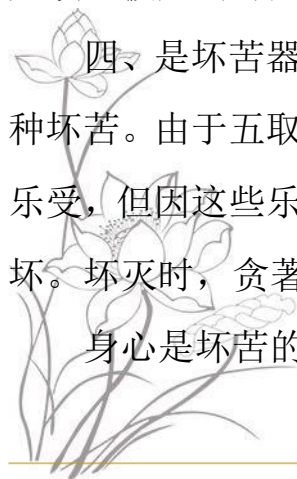 四、是坏苦器
种坏苦。由于五取
乐受，但因这些乐
坏。坏灭时，贪著
身心是坏苦的